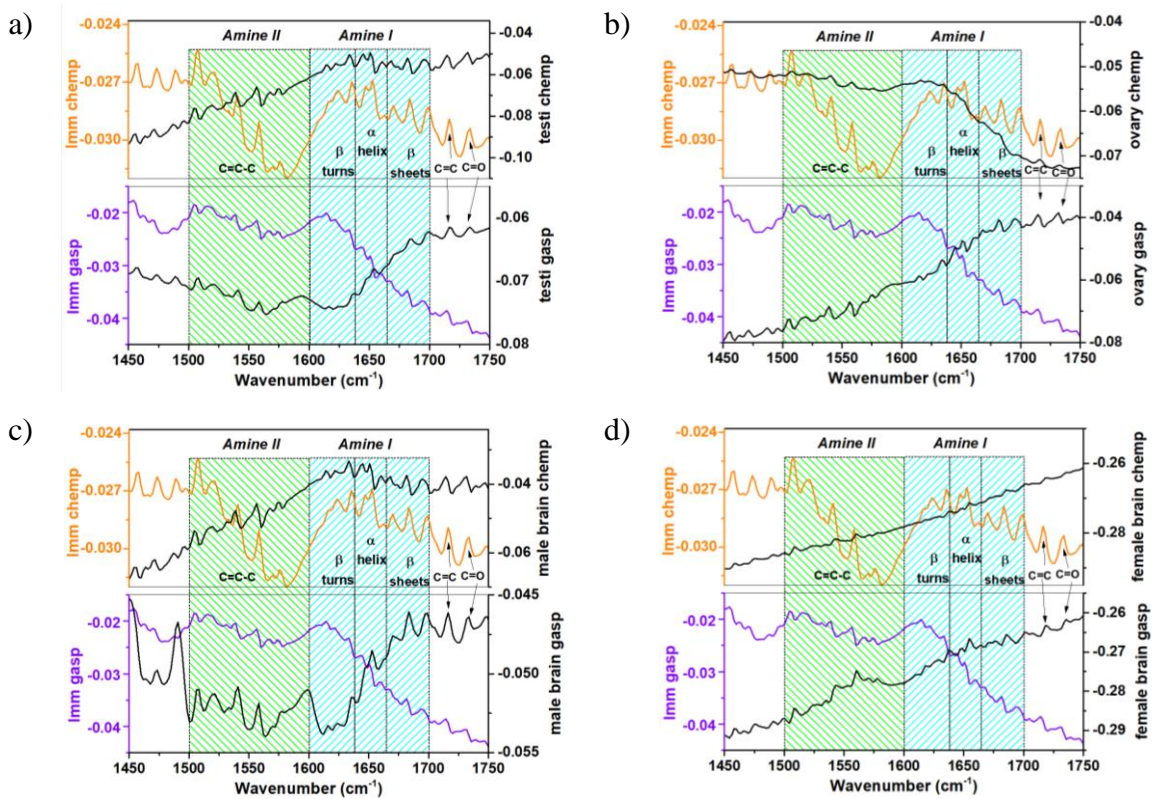 a)
Amine II Amine I
-0.024
-0.027
-0.030
Imm chemp
-0.04
-0.06
-0.08
-0.10
testi chemp
C=C-C
β turns
α helix
β sheets
C=C C=O
-0.02
-0.03
-0.04
Imm gasp
-0.06
-0.07
-0.08
testi gasp
1450 1500 1550 1600 1650 1700 1750
Wavenumber (cm-1)
b)
Amine II Amine I
-0.024
-0.027
-0.030
Imm chemp
-0.04
-0.05
-0.06
-0.07
ovary chemp
C=C-C
β turns
α helix
β sheets
C=C C=O
-0.02
-0.03
-0.04
Imm gasp
-0.04
-0.06
-0.08
ovary gasp
1450 1500 1550 1600 1650 1700 1750
Wavenumber (cm-1)
c)
Amine II Amine I
-0.024
-0.027
-0.030
Imm chemp
-0.04
-0.06
male brain chemp
C=C-C
β turns
α helix
β sheets
C=C C=O
-0.02
-0.03
-0.04
Imm gasp
-0.045
-0.050
-0.055
male brain gasp
1450 1500 1550 1600 1650 1700 1750
Wavenumber (cm-1)
d)
Amine II Amine I
-0.024
-0.027
-0.030
Imm chemp
-0.26
-0.28
female brain chemp
C=C-C
β turns
α helix
β sheets
C=C C=O
-0.02
-0.03
-0.04
Imm gasp
-0.26
-0.27
-0.28
-0.29
female brain gasp
1450 1500 1550 1600 1650 1700 1750
Wavenumber (cm-1)